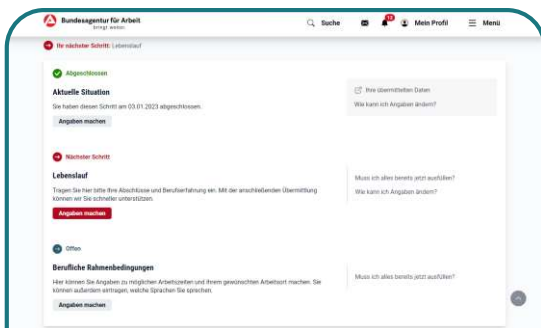 Bundesagentur für Arbeit
bringt weiter.
Suche
12
Mein Profil
Menü
Ihr nächster Schritt: Lebenslauf
Abgeschlossen
Aktuelle Situation
Sie haben diesen Schritt am 03.01.2023 abgeschlossen.
Angaben machen
Ihre übermittelten Daten
Wie kann ich Angaben ändern?
Nächster Schritt
Lebenslauf
Tragen Sie hier bitte Ihre Abschlüsse und Berufserfahrung ein. Mit der anschließenden Übermittlung
können wir Sie schneller unterstützen.
Angaben machen
Muss ich alles bereits jetzt ausfüllen?
Wie kann ich Angaben ändern?
Offen
Berufliche Rahmenbedingungen
Hier können Sie Angaben zu möglichen Arbeitszeiten und Ihrem gewünschten Arbeitsort machen. Sie
können außerdem eintragen, welche Sprachen Sie sprechen.
Angaben machen
Muss ich alles bereits jetzt ausfüllen?